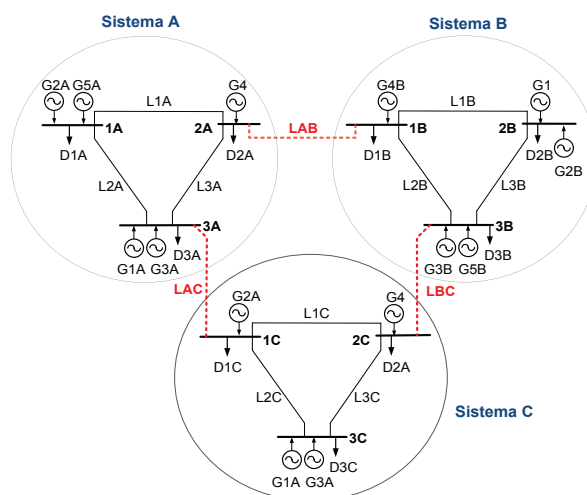 Sistema A
Sistema B
G2A G5A
G4
G4B
G1
L1A
L1B
LAB
1A
2A
1B
2B
D1A
D2A
D1B
D2B
G2B
L2A
L3A
L2B
L3B
3A
3B
D3A
D3B
G1A G3A
G3B G5B
LAC
LBC
G2A
G4
L1C
1C
2C
D1C
D2A
L2C
L3C
Sistema C
3C
D3C
G1A G3A